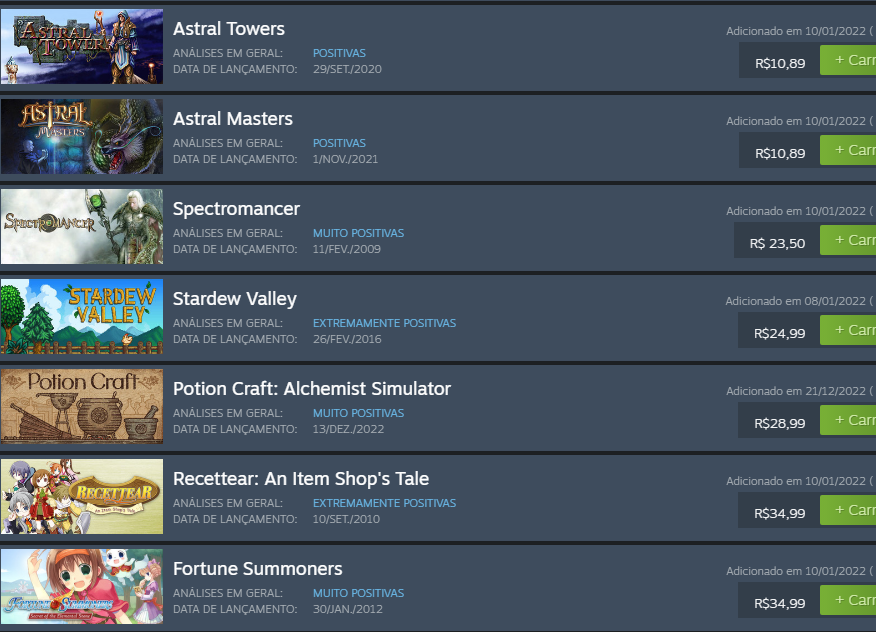 ASTRAL
TOWERS
Astral Towers
Adicionado em 10/01/2022 (
ANÁLISES EM GERAL: POSITIVAS
DATA DE LANÇAMENTO: 29/SET./2020
R$10,89
+ Carr
ASTRAL
MASTERS
Astral Masters
Adicionado em 10/01/2022 (
ANÁLISES EM GERAL: POSITIVAS
DATA DE LANÇAMENTO: 1/NOV./2021
R$10,89
+ Carr
SPECTROMANCER
Spectromancer
Adicionado em 10/01/2022 (
ANÁLISES EM GERAL: MUITO POSITIVAS
DATA DE LANÇAMENTO: 11/FEV./2009
R$ 23,50
+ Carr
STARDEW
VALLEY
Stardew Valley
Adicionado em 08/01/2022 (
ANÁLISES EM GERAL: EXTREMAMENTE POSITIVAS
DATA DE LANÇAMENTO: 26/FEV./2016
R$24,99
+ Carr
Potion Craft
Potion Craft: Alchemist Simulator
Adicionado em 21/12/2022 (
ANÁLISES EM GERAL: MUITO POSITIVAS
DATA DE LANÇAMENTO: 13/DEZ./2022
R$28,99
+ Carr
RECETTEAR
An Item Shop's Tale
Recettear: An Item Shop's Tale
Adicionado em 10/01/2022 (
ANÁLISES EM GERAL: EXTREMAMENTE POSITIVAS
DATA DE LANÇAMENTO: 10/SET./2010
R$34,99
+ Carr
Fortune Summoners
Secret of the Elemental Stone
Fortune Summoners
Adicionado em 10/01/2022 (
ANÁLISES EM GERAL: MUITO POSITIVAS
DATA DE LANÇAMENTO: 30/JAN./2012
R$34,99
+ Carr